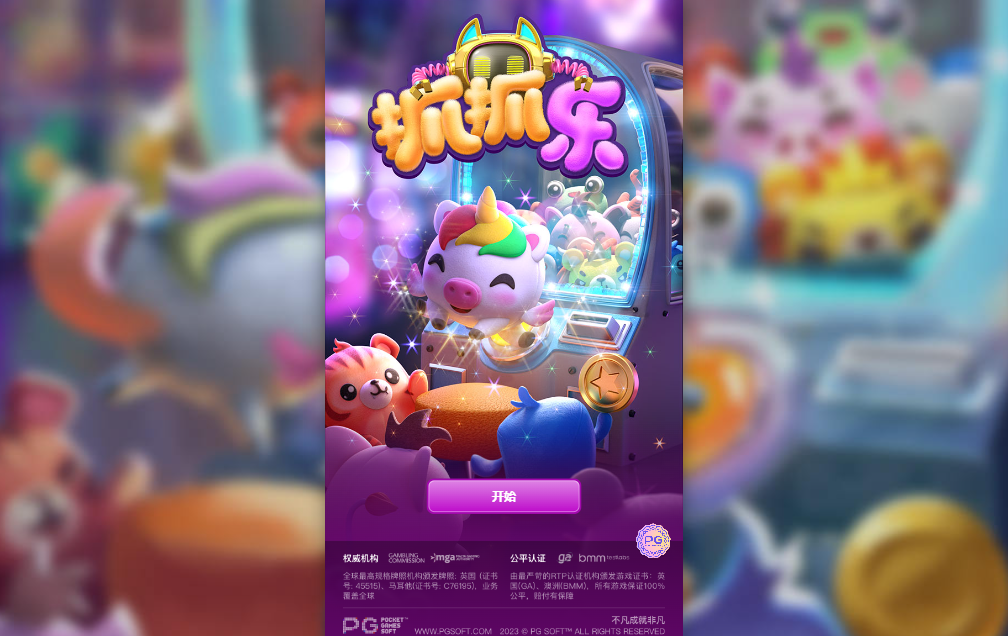 抓抓乐
开始
权威机构 GAMBLING COMMISSION mga
公平认证 bmm testlabs
全球最高规格牌照机构颁发牌照: 英国 (证书
号: 45515)、马耳他(证书号: C76195), 业务
覆盖全球
由最严苛的RTP认证机构颁发游戏证书: 英
国(GA)、澳洲(BMM), 所有游戏保证100%
公平, 赔付有保障
PG
PG POCKET GAMES SOFT
不凡成就非凡
WWW.PGSOFT.COM 2023 © PG SOFT™ ALL RIGHTS RESERVED